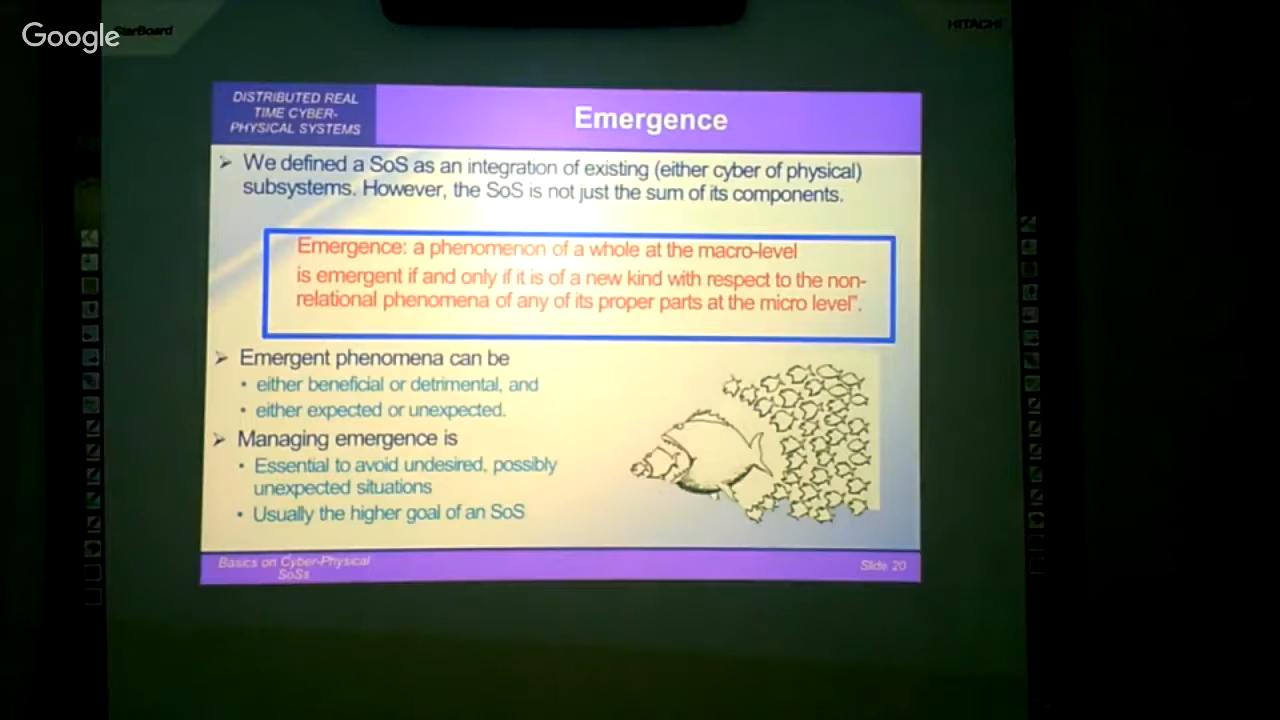 Google
StarBoard
HITACHI
DISTRIBUTED REAL
TIME CYBER-
PHYSICAL SYSTEMS
Emergence
➢ We defined a SoS as an integration of existing (either cyber of physical)
subsystems. However, the SoS is not just the sum of its components.
Emergence: a phenomenon of a whole at the macro-level
is emergent if and only if it is of a new kind with respect to the non-
relational phenomena of any of its proper parts at the micro level".
➢ Emergent phenomena can be
• either beneficial or detrimental, and
• either expected or unexpected.
➢ Managing emergence is
• Essential to avoid undesired, possibly
unexpected situations
• Usually the higher goal of an SoS
Basics on Cyber-Physical
SoSs
Slide 20